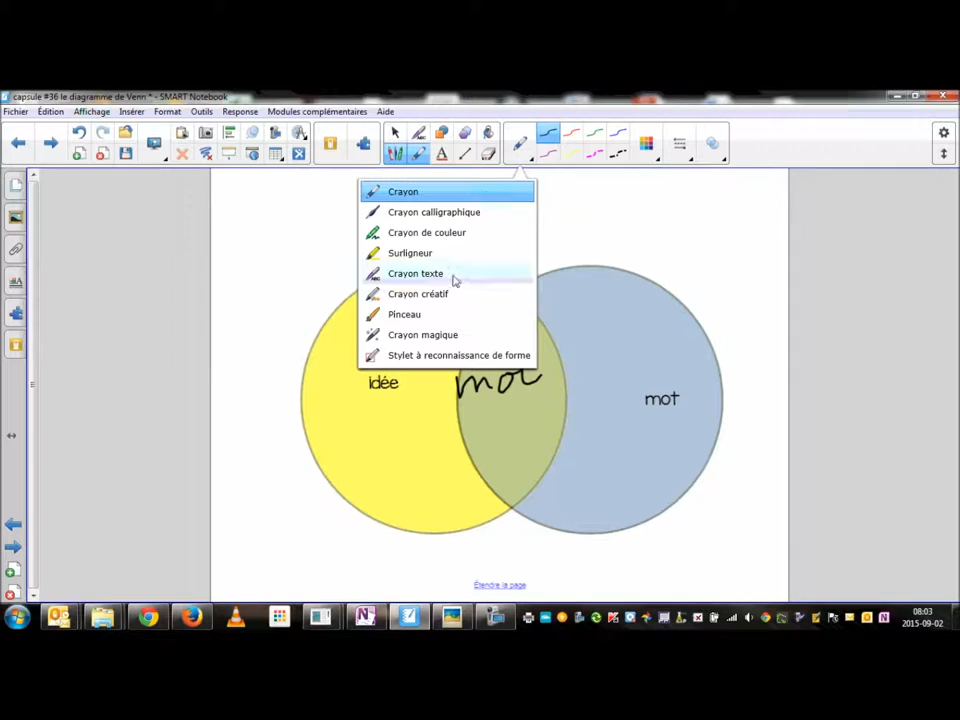 capsule #36 le diagramme de Venn * - SMART Notebook
Fichier Édition Affichage Insérer Format Outils Response Modules complémentaires Aide
Crayon
Crayon calligraphique
Crayon de couleur
Surligneur
Crayon texte
Crayon créatif
Pinceau
Crayon magique
Stylet à reconnaissance de forme
idée
mot
mot
Étendre la page
08:03
2015-09-02